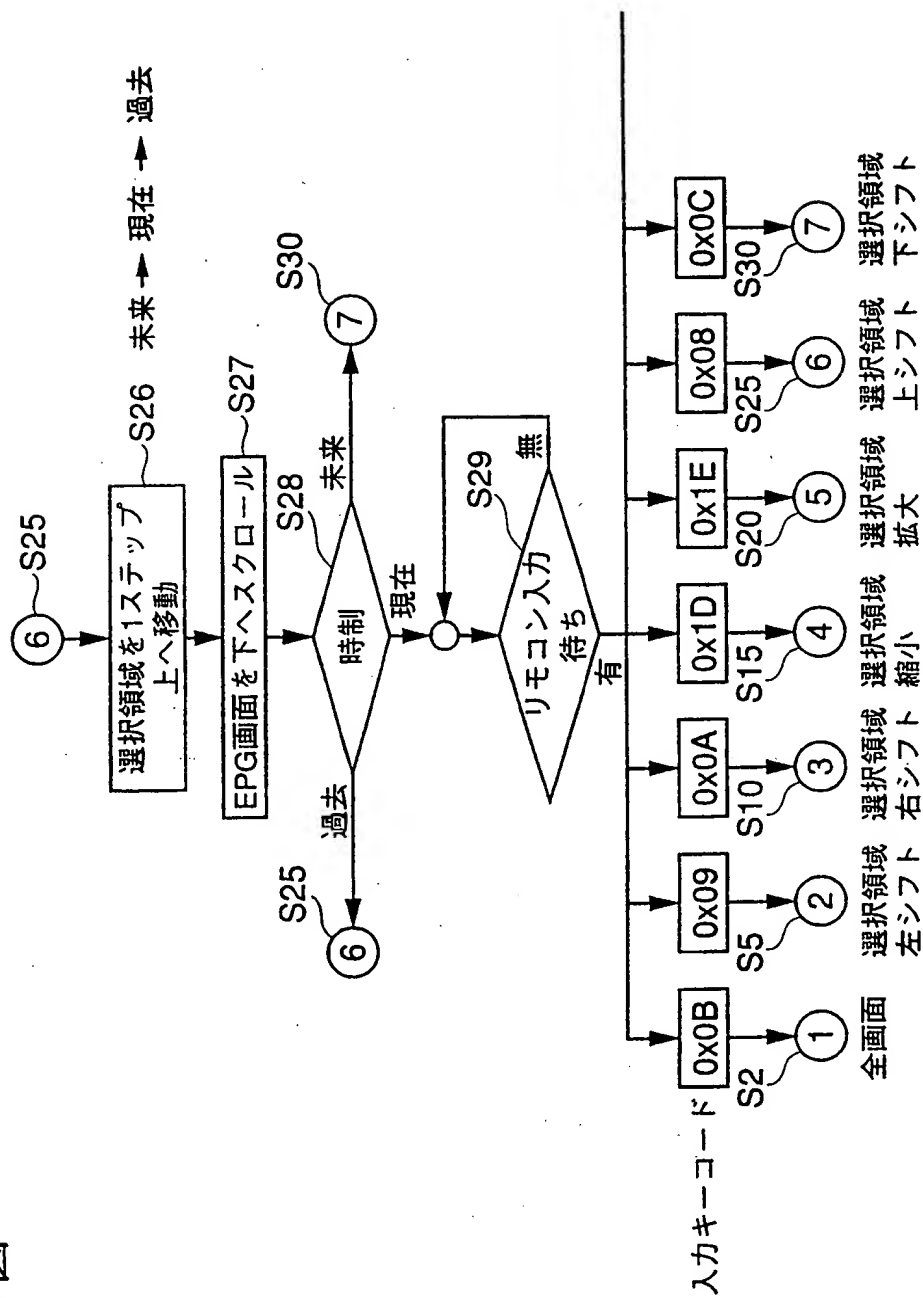 6
S25
選択領域を1ステップ
上へ移動
S26
未来→現在→過去
EPG画面を下へスクロール
S27
時制
S28
過去
未来
現在
S25
6
S30
7
リモコン入力
待ち
S29
無
有
入力キーコード
0x0B
0x09
0x0A
0x1D
0x1E
0x08
0x0C
S2
S5
S10
S15
S20
S25
S30
1
2
3
4
5
6
7
全画面
選択領域
左シフト
選択領域
右シフト
選択領域
縮小
選択領域
拡大
選択領域
上シフト
選択領域
下シフト